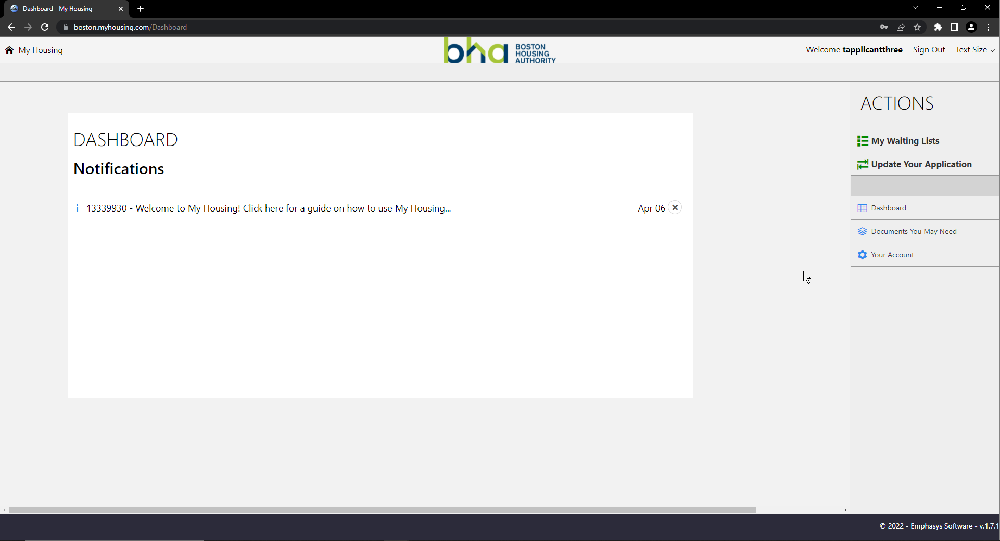 Dashboard - My Housing
boston.myhousing.com/Dashboard
My Housing
bha BOSTON HOUSING AUTHORITY
Welcome tapplicantthree Sign Out Text Size
ACTIONS
My Waiting Lists
Update Your Application
Dashboard
Documents You May Need
Your Account
DASHBOARD
Notifications
i 13339930 - Welcome to My Housing! Click here for a guide on how to use My Housing... Apr 06
© 2022 - Emphasys Software - v.1.7.1